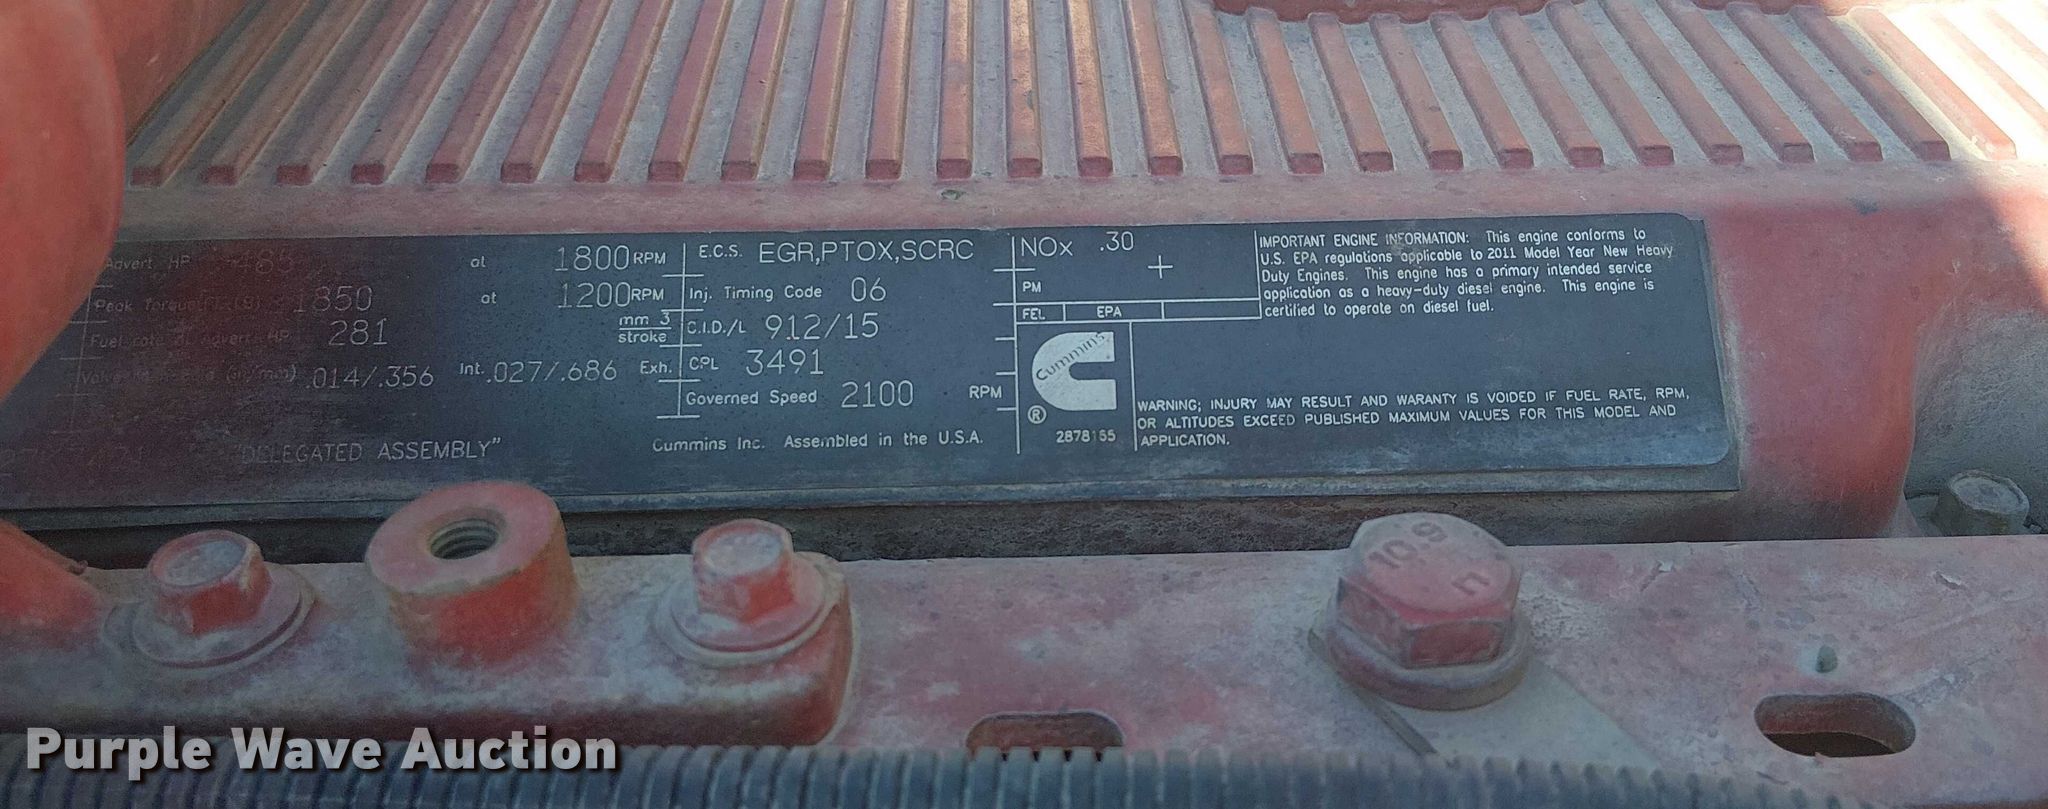 Advert HP 485 at 1800 RPM
Peak Torque 1850 at 1200 RPM
Fuel rate at Advert HP 281 mm 3
stroke
.014/.356 Int. .027/.686 Exh.
"DELEGATED ASSEMBLY"
E.C.S. EGR,PTOX,SCRC
Inj. Timing Code 06
C.I.D./L 912/15
CPL 3491
Governed Speed 2100 RPM
Cummins Inc. Assembled in the U.S.A.
NOx .30
+
PM
FEL EPA
Cummins
®
2878155
IMPORTANT ENGINE INFORMATION: This engine conforms to
U.S. EPA regulations applicable to 2011 Model Year New Heavy
Duty Engines. This engine has a primary intended service
application as a heavy-duty diesel engine. This engine is
certified to operate on diesel fuel.
WARNING; INJURY MAY RESULT AND WARANTY IS VOIDED IF FUEL RATE, RPM,
OR ALTITUDES EXCEED PUBLISHED MAXIMUM VALUES FOR THIS MODEL AND
APPLICATION.
10.9
n
Purple Wave Auction